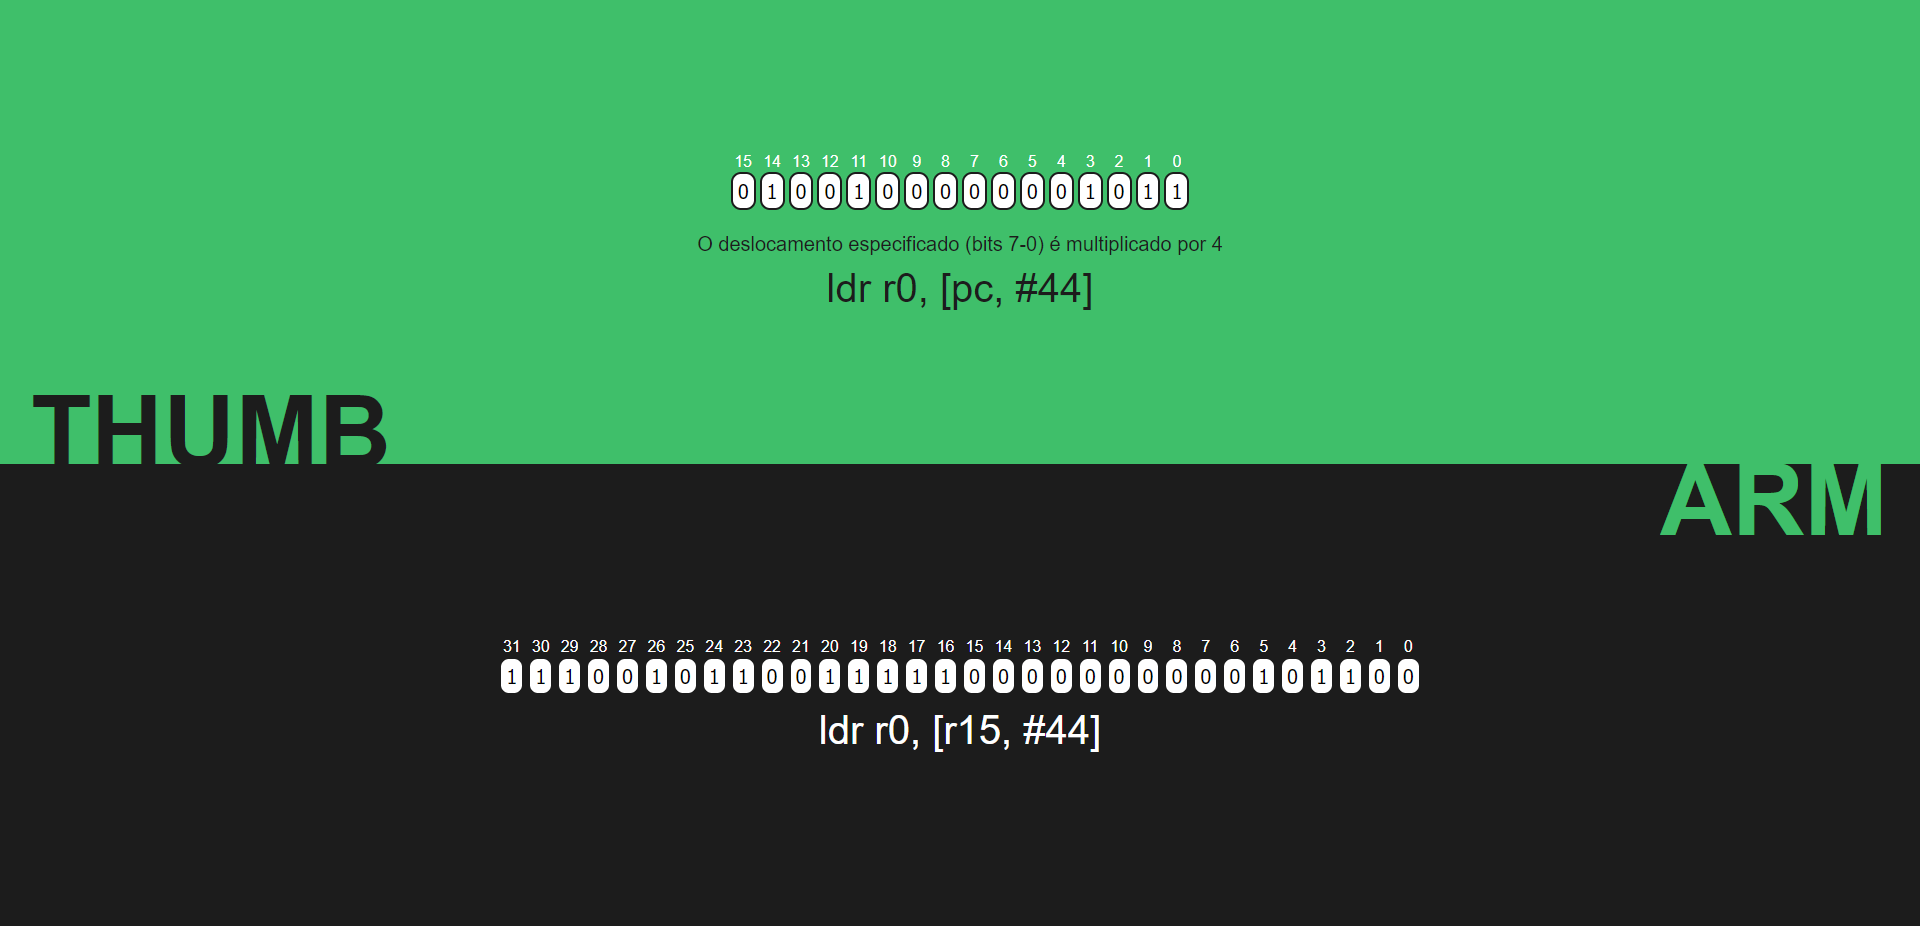 15 14 13 12 11 10 9 8 7 6 5 4 3 2 1 0
0 1 0 0 1 0 0 0 0 0 0 0 1 0 1 1
O deslocamento especificado (bits 7-0) é multiplicado por 4
ldr r0, [pc, #44]
THUMB
ARM
31 30 29 28 27 26 25 24 23 22 21 20 19 18 17 16 15 14 13 12 11 10 9 8 7 6 5 4 3 2 1 0
1 1 1 0 0 1 0 1 1 0 0 1 1 1 1 1 0 0 0 0 0 0 0 0 0 0 1 0 1 1 0 0
ldr r0, [r15, #44]